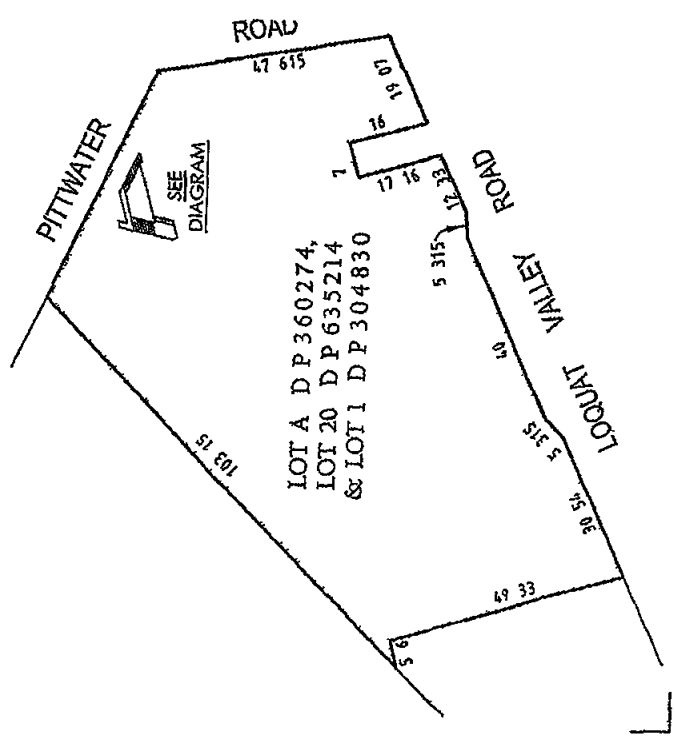 ROAD
47 615
19 07
16
7
17 16
12 33
5 315
PITTWATER
SEE
DIAGRAM
LOT A D P 360274,
LOT 20 D P 635214
& LOT 1 D P 304830
ROAD
VALLEY
LOQUAT
40
5 315
30 54
103 15
49 33
5 6